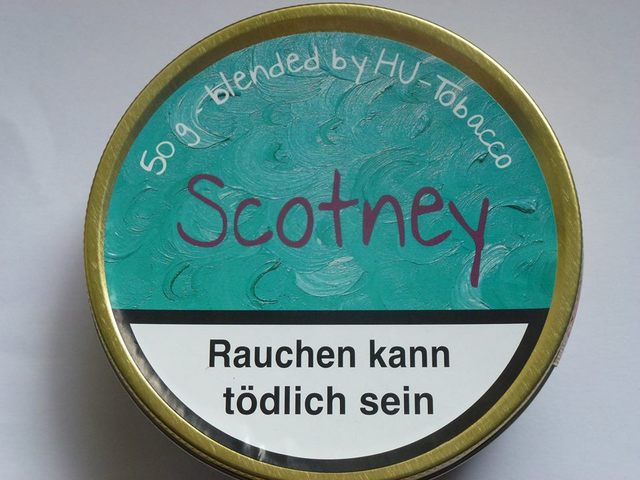 50 g - blended by HU-Tobacco
Scotney
Rauchen kann
tödlich sein